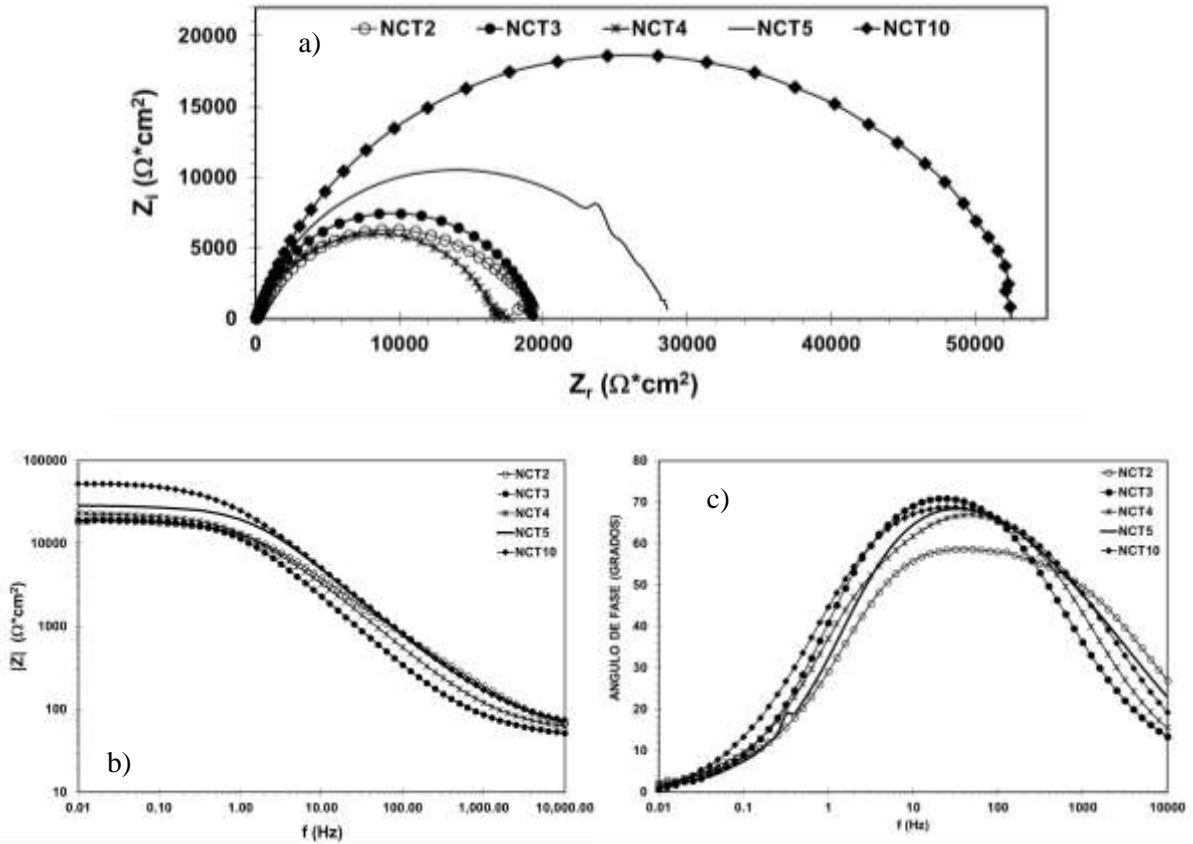 a)
NCT2 NCT3 NCT4 NCT5 NCT10
20000
15000
10000
5000
0
Zi (Ω*cm2)
0 10000 20000 30000 40000 50000
Zr (Ω*cm2)
b)
NCT2
NCT3
NCT4
NCT5
NCT10
100000
10000
1000
100
10
|Z| (Ω*cm2)
0.01 0.10 1.00 10.00 100.00 1,000.00 10,000.00
f (Hz)
c)
NCT2
NCT3
NCT4
NCT5
NCT10
80
70
60
50
40
30
20
10
0
ANGULO DE FASE (GRADOS)
0.01 0.1 1 10 100 1000 10000
f (Hz)